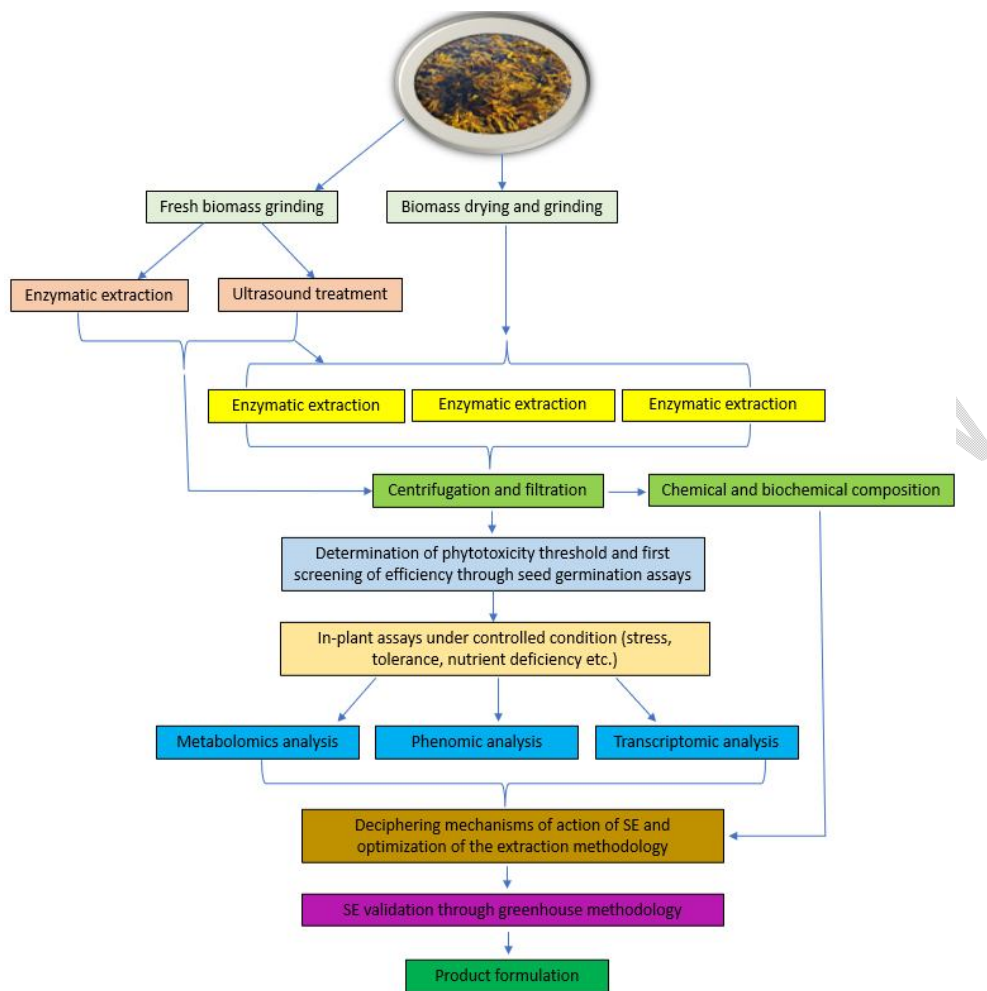 Fresh biomass grinding
Biomass drying and grinding
Enzymatic extraction
Ultrasound treatment
Enzymatic extraction
Enzymatic extraction
Enzymatic extraction
Centrifugation and filtration
Chemical and biochemical composition
Determination of phytotoxicity threshold and first
screening of efficiency through seed germination assays
In-plant assays under controlled condition (stress,
tolerance, nutrient deficiency etc.)
Metabolomics analysis
Phenomic analysis
Transcriptomic analysis
Deciphering mechanisms of action of SE and
optimization of the extraction methodology
SE validation through greenhouse methodology
Product formulation